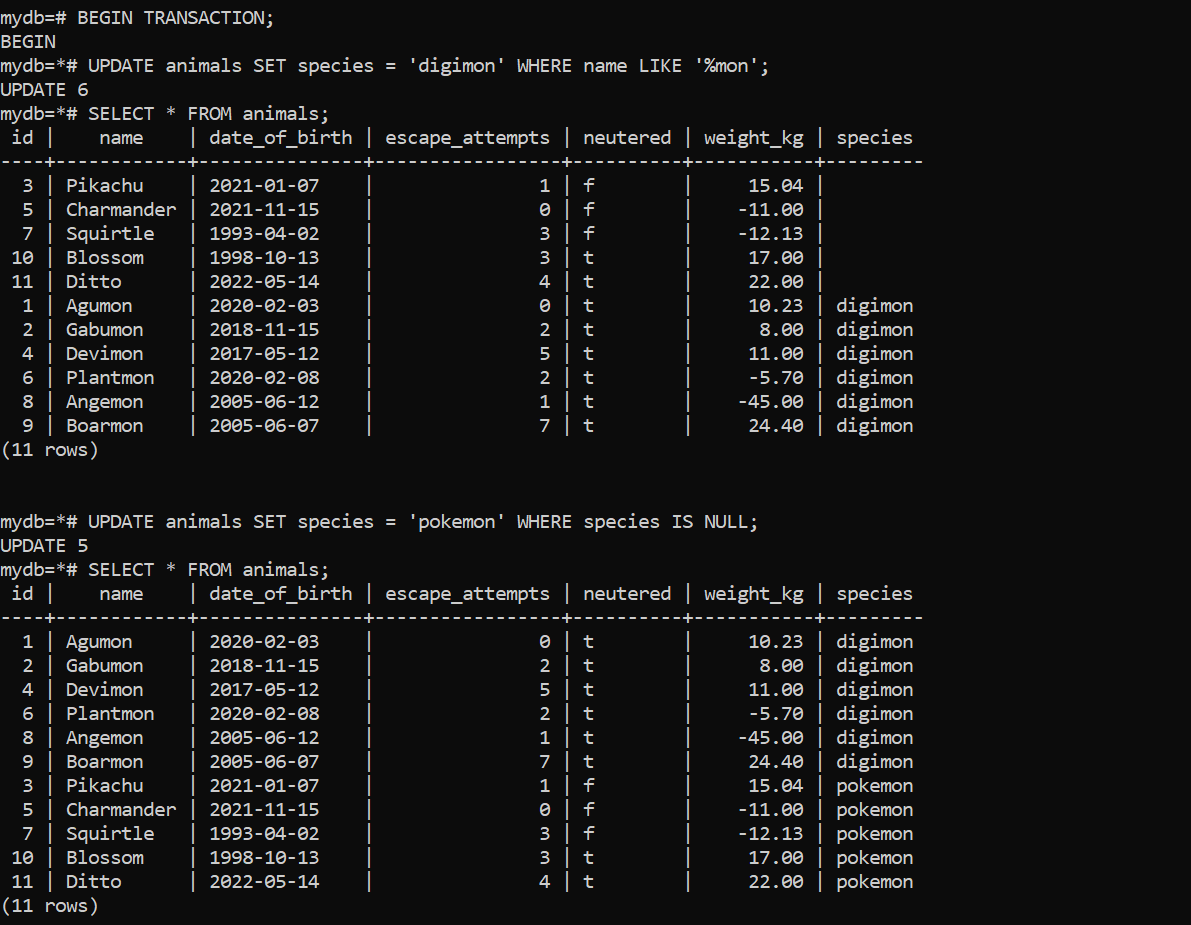 mydb=# BEGIN TRANSACTION;
BEGIN
mydb=*# UPDATE animals SET species = 'digimon' WHERE name LIKE '%mon';
UPDATE 6
mydb=*# SELECT * FROM animals;
 id |    name    | date_of_birth | escape_attempts | neutered | weight_kg | species
----+------------+---------------+-----------------+----------+-----------+---------
  3 | Pikachu    | 2021-01-07    |               1 | f        |     15.04 |
  5 | Charmander | 2021-11-15    |               0 | f        |    -11.00 |
  7 | Squirtle   | 1993-04-02    |               3 | f        |    -12.13 |
 10 | Blossom    | 1998-10-13    |               3 | t        |     17.00 |
 11 | Ditto      | 2022-05-14    |               4 | t        |     22.00 |
  1 | Agumon     | 2020-02-03    |               0 | t        |     10.23 | digimon
  2 | Gabumon    | 2018-11-15    |               2 | t        |      8.00 | digimon
  4 | Devimon    | 2017-05-12    |               5 | t        |     11.00 | digimon
  6 | Plantmon   | 2020-02-08    |               2 | t        |     -5.70 | digimon
  8 | Angemon    | 2005-06-12    |               1 | t        |    -45.00 | digimon
  9 | Boarmon    | 2005-06-07    |               7 | t        |     24.40 | digimon
(11 rows)
mydb=*# UPDATE animals SET species = 'pokemon' WHERE species IS NULL;
UPDATE 5
mydb=*# SELECT * FROM animals;
 id |    name    | date_of_birth | escape_attempts | neutered | weight_kg | species
----+------------+---------------+-----------------+----------+-----------+---------
  1 | Agumon     | 2020-02-03    |               0 | t        |     10.23 | digimon
  2 | Gabumon    | 2018-11-15    |               2 | t        |      8.00 | digimon
  4 | Devimon    | 2017-05-12    |               5 | t        |     11.00 | digimon
  6 | Plantmon   | 2020-02-08    |               2 | t        |     -5.70 | digimon
  8 | Angemon    | 2005-06-12    |               1 | t        |    -45.00 | digimon
  9 | Boarmon    | 2005-06-07    |               7 | t        |     24.40 | digimon
  3 | Pikachu    | 2021-01-07    |               1 | f        |     15.04 | pokemon
  5 | Charmander | 2021-11-15    |               0 | f        |    -11.00 | pokemon
  7 | Squirtle   | 1993-04-02    |               3 | f        |    -12.13 | pokemon
 10 | Blossom    | 1998-10-13    |               3 | t        |     17.00 | pokemon
 11 | Ditto      | 2022-05-14    |               4 | t        |     22.00 | pokemon
(11 rows)